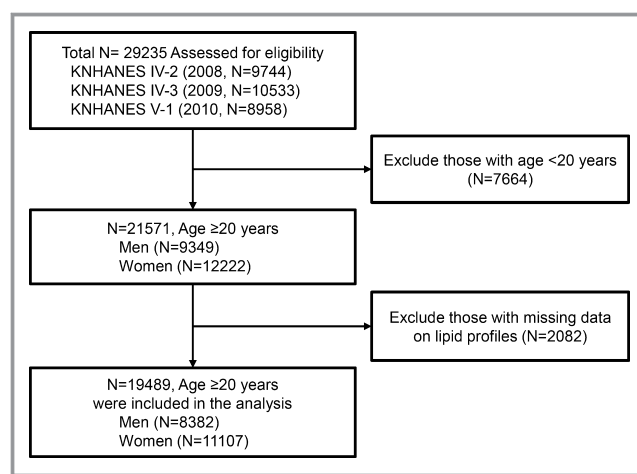 Total N= 29235 Assessed for eligibility
KNHANES IV-2 (2008, N=9744)
KNHANES IV-3 (2009, N=10533)
KNHANES V-1 (2010, N=8958)
Exclude those with age <20 years
(N=7664)
N=21571, Age ≥20 years
Men (N=9349)
Women (N=12222)
Exclude those with missing data
on lipid profiles (N=2082)
N=19489, Age ≥20 years
were included in the analysis
Men (N=8382)
Women (N=11107)